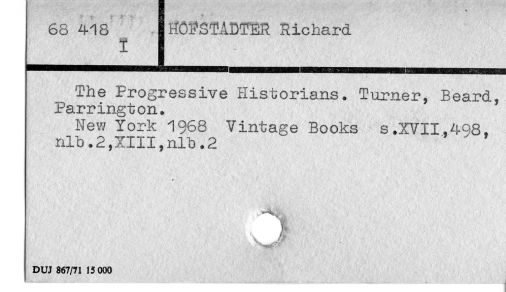 68 418
I
HOFSTADTER Richard
The Progressive Historians. Turner, Beard,
Parrington.
New York 1968 Vintage Books s.XVII,498,
nlb.2,XIII,nlb.2
DUJ 867/71 15 000